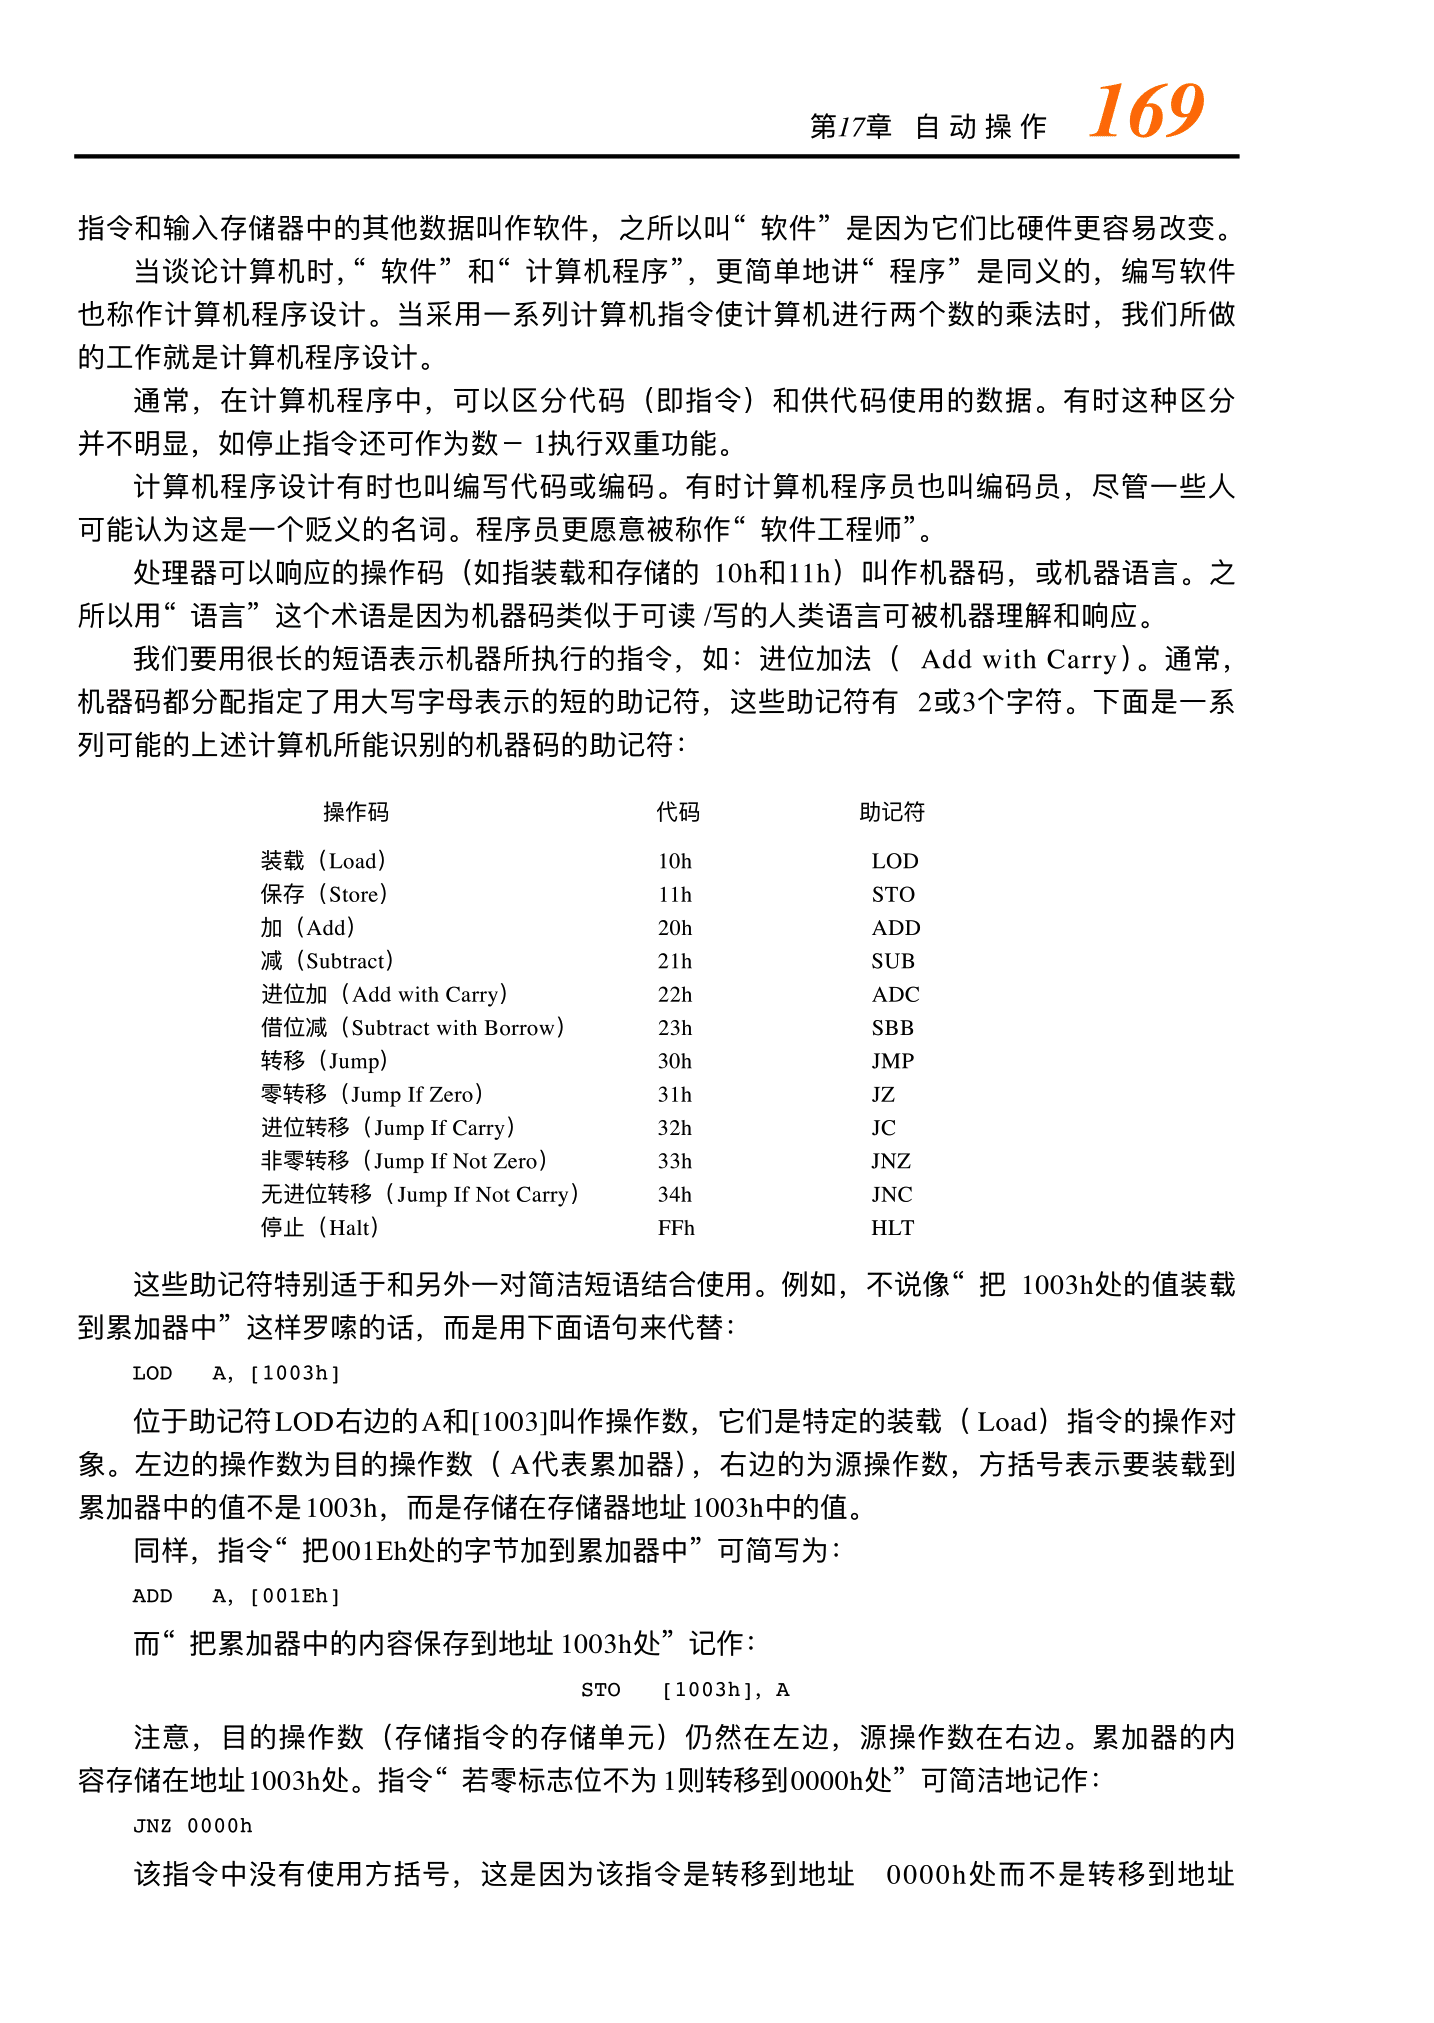 第17章 自动操作 169
指令和输入存储器中的其他数据叫作软件，之所以叫“软件”是因为它们比硬件更容易改变。
当谈论计算机时，“软件”和“计算机程序”，更简单地讲“程序”是同义的，编写软件
也称作计算机程序设计。当采用一系列计算机指令使计算机进行两个数的乘法时，我们所做
的工作就是计算机程序设计。
通常，在计算机程序中，可以区分代码（即指令）和供代码使用的数据。有时这种区分
并不明显，如停止指令还可作为数－1执行双重功能。
计算机程序设计有时也叫编写代码或编码。有时计算机程序员也叫编码员，尽管一些人
可能认为这是一个贬义的名词。程序员更愿意被称作“软件工程师”。
处理器可以响应的操作码（如指装载和存储的 10h和11h）叫作机器码，或机器语言。之
所以用“语言”这个术语是因为机器码类似于可读/写的人类语言可被机器理解和响应。
我们要用很长的短语表示机器所执行的指令，如：进位加法（ Add with Carry）。通常，
机器码都分配指定了用大写字母表示的短的助记符，这些助记符有 2或3个字符。下面是一系
列可能的上述计算机所能识别的机器码的助记符：
操作码 代码 助记符
装载（Load） 10h LOD
保存（Store） 11h STO
加（Add） 20h ADD
减（Subtract） 21h SUB
进位加（Add with Carry） 22h ADC
借位减（Subtract with Borrow） 23h SBB
转移（Jump） 30h JMP
零转移（Jump If Zero） 31h JZ
进位转移（Jump If Carry） 32h JC
非零转移（Jump If Not Zero） 33h JNZ
无进位转移（Jump If Not Carry） 34h JNC
停止（Halt） FFh HLT
这些助记符特别适于和另外一对简洁短语结合使用。例如，不说像“把 1003h处的值装载
到累加器中”这样罗嗦的话，而是用下面语句来代替：
LOD A, [1003h]
位于助记符LOD右边的A和[1003]叫作操作数，它们是特定的装载（Load）指令的操作对
象。左边的操作数为目的操作数（A代表累加器），右边的为源操作数，方括号表示要装载到
累加器中的值不是1003h，而是存储在存储器地址1003h中的值。
同样，指令“把001Eh处的字节加到累加器中”可简写为：
ADD A, [001Eh]
而“把累加器中的内容保存到地址1003h处”记作：
STO [1003h], A
注意，目的操作数（存储指令的存储单元）仍然在左边，源操作数在右边。累加器的内
容存储在地址1003h处。指令“若零标志位不为1则转移到0000h处”可简洁地记作：
JNZ 0000h
该指令中没有使用方括号，这是因为该指令是转移到地址 0000h处而不是转移到地址